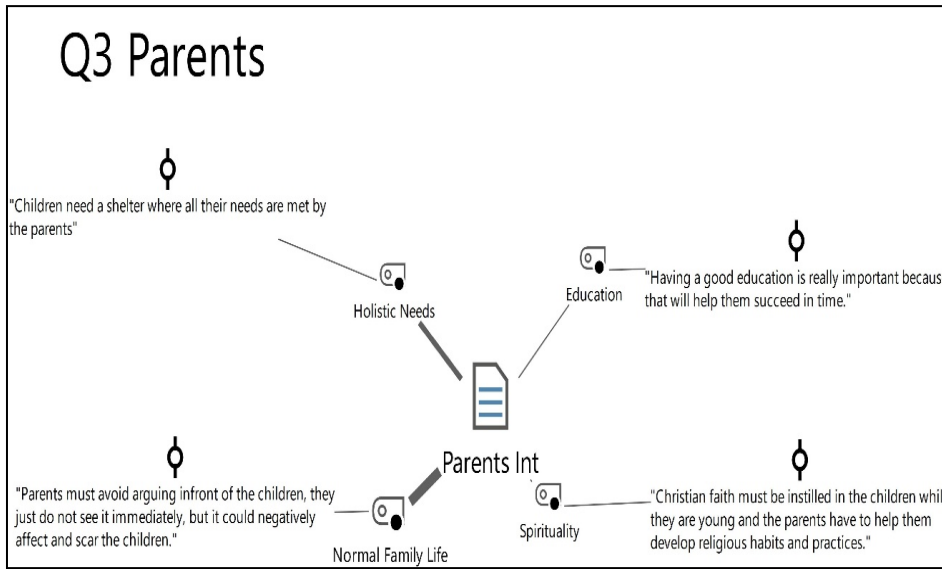 Q3 Parents
"Children need a shelter where all their needs are met by
the parents"
Holistic Needs
Education
"Having a good education is really important becaus
that will help them succeed in time."
Parents Int
"Parents must avoid arguing infront of the children, they
just do not see it immediately, but it could negatively
affect and scar the children."
Normal Family Life
Spirituality
"Christian faith must be instilled in the children whil
they are young and the parents have to help them
develop religious habits and practices."